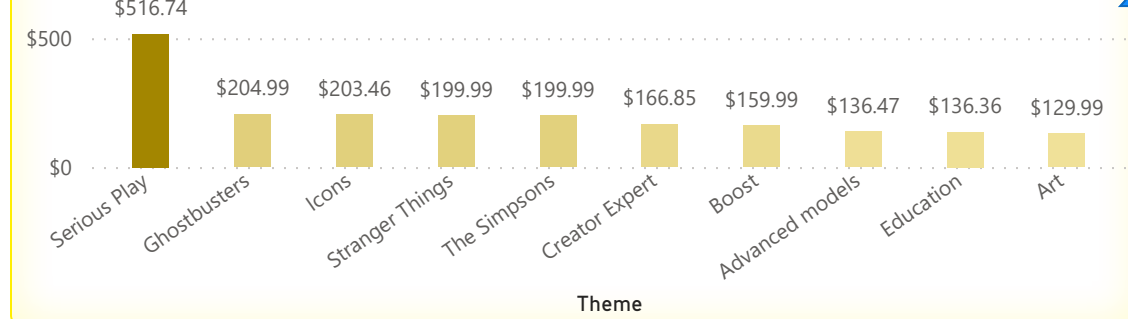 $516.74
$500
$204.99 $203.46 $199.99 $199.99 $166.85 $159.99 $136.47 $136.36 $129.99
$0
Serious Play
Ghostbusters
Icons
Stranger Things
The Simpsons
Creator Expert
Boost
Advanced models
Education
Art
Theme